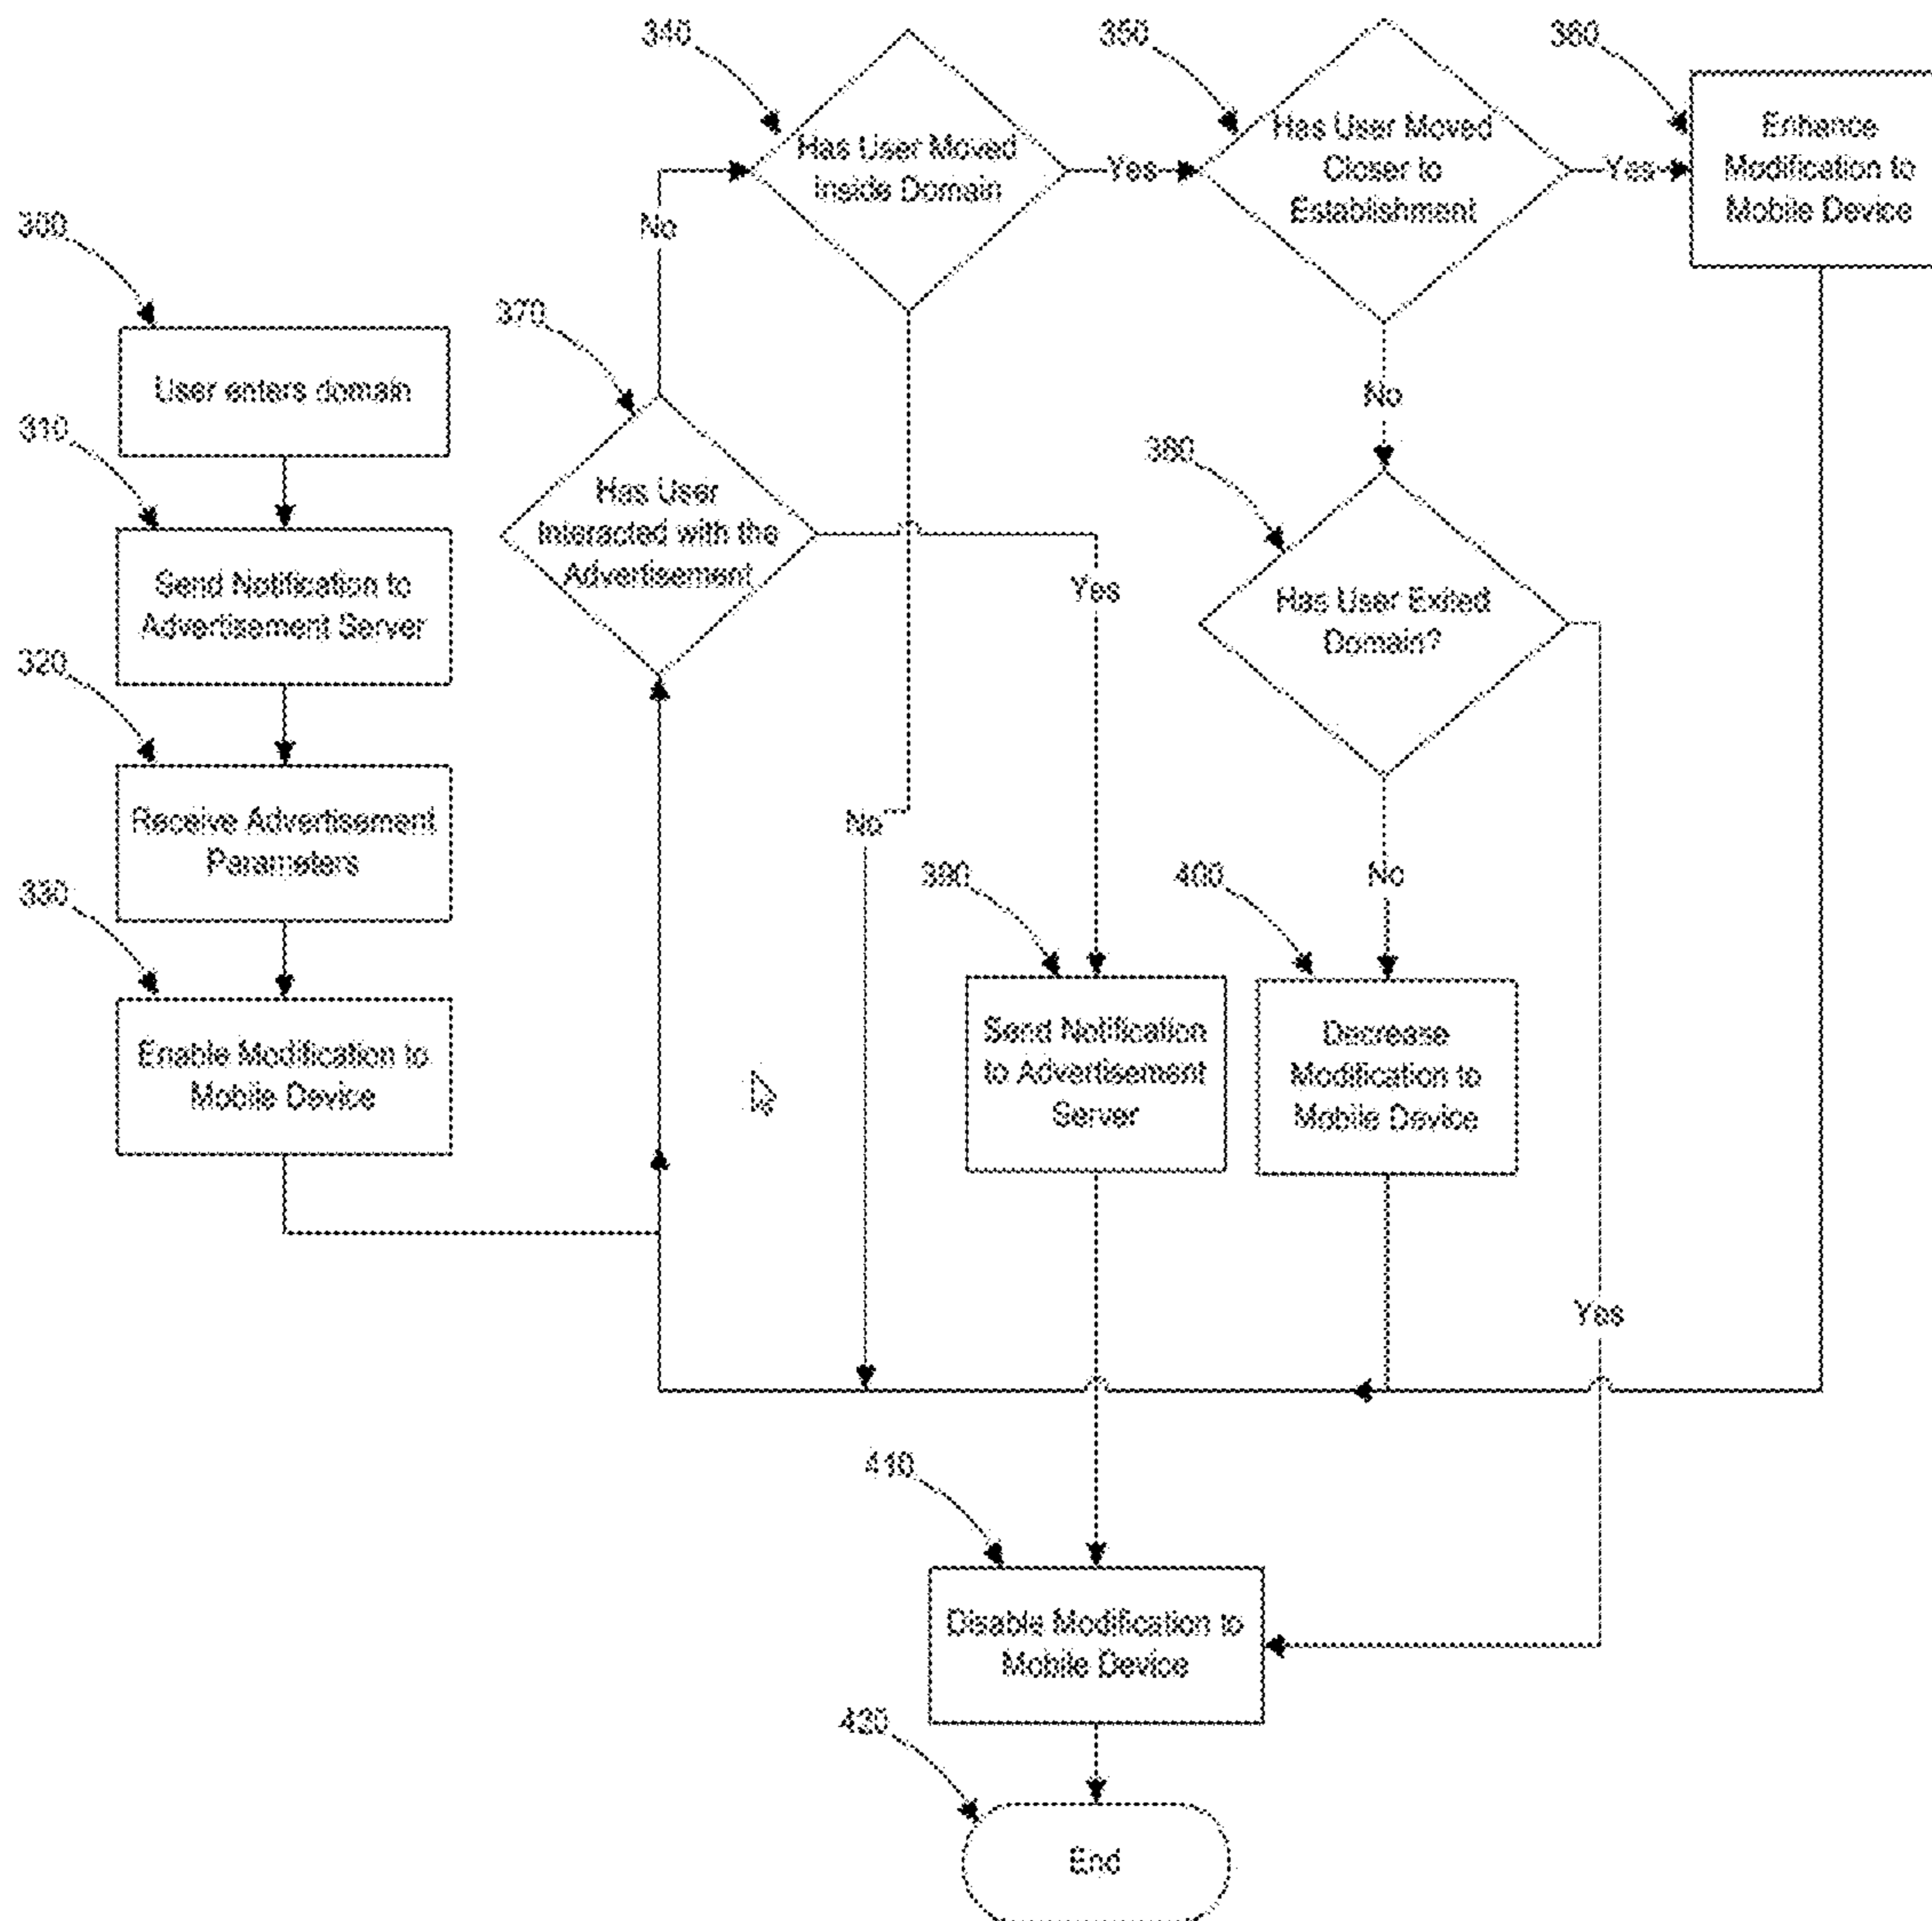 340
Has User Moved
Inside Domain
Yes
350
Has User Moved
Closer to
Establishment
Yes
360
Enhance
Modification to
Mobile Device
300
User enters domain
310
Send Notification to
Advertisement Server
320
Receive Advertisement
Parameters
330
Enable Modification to
Mobile Device
370
Has User
Interacted with the
Advertisement
No
Yes
No
No
380
Has User Exited
Domain?
No
Yes
390
Send Notification
to Advertisement
Server
400
Decrease
Modification to
Mobile Device
410
Disable Modification to
Mobile Device
430
End